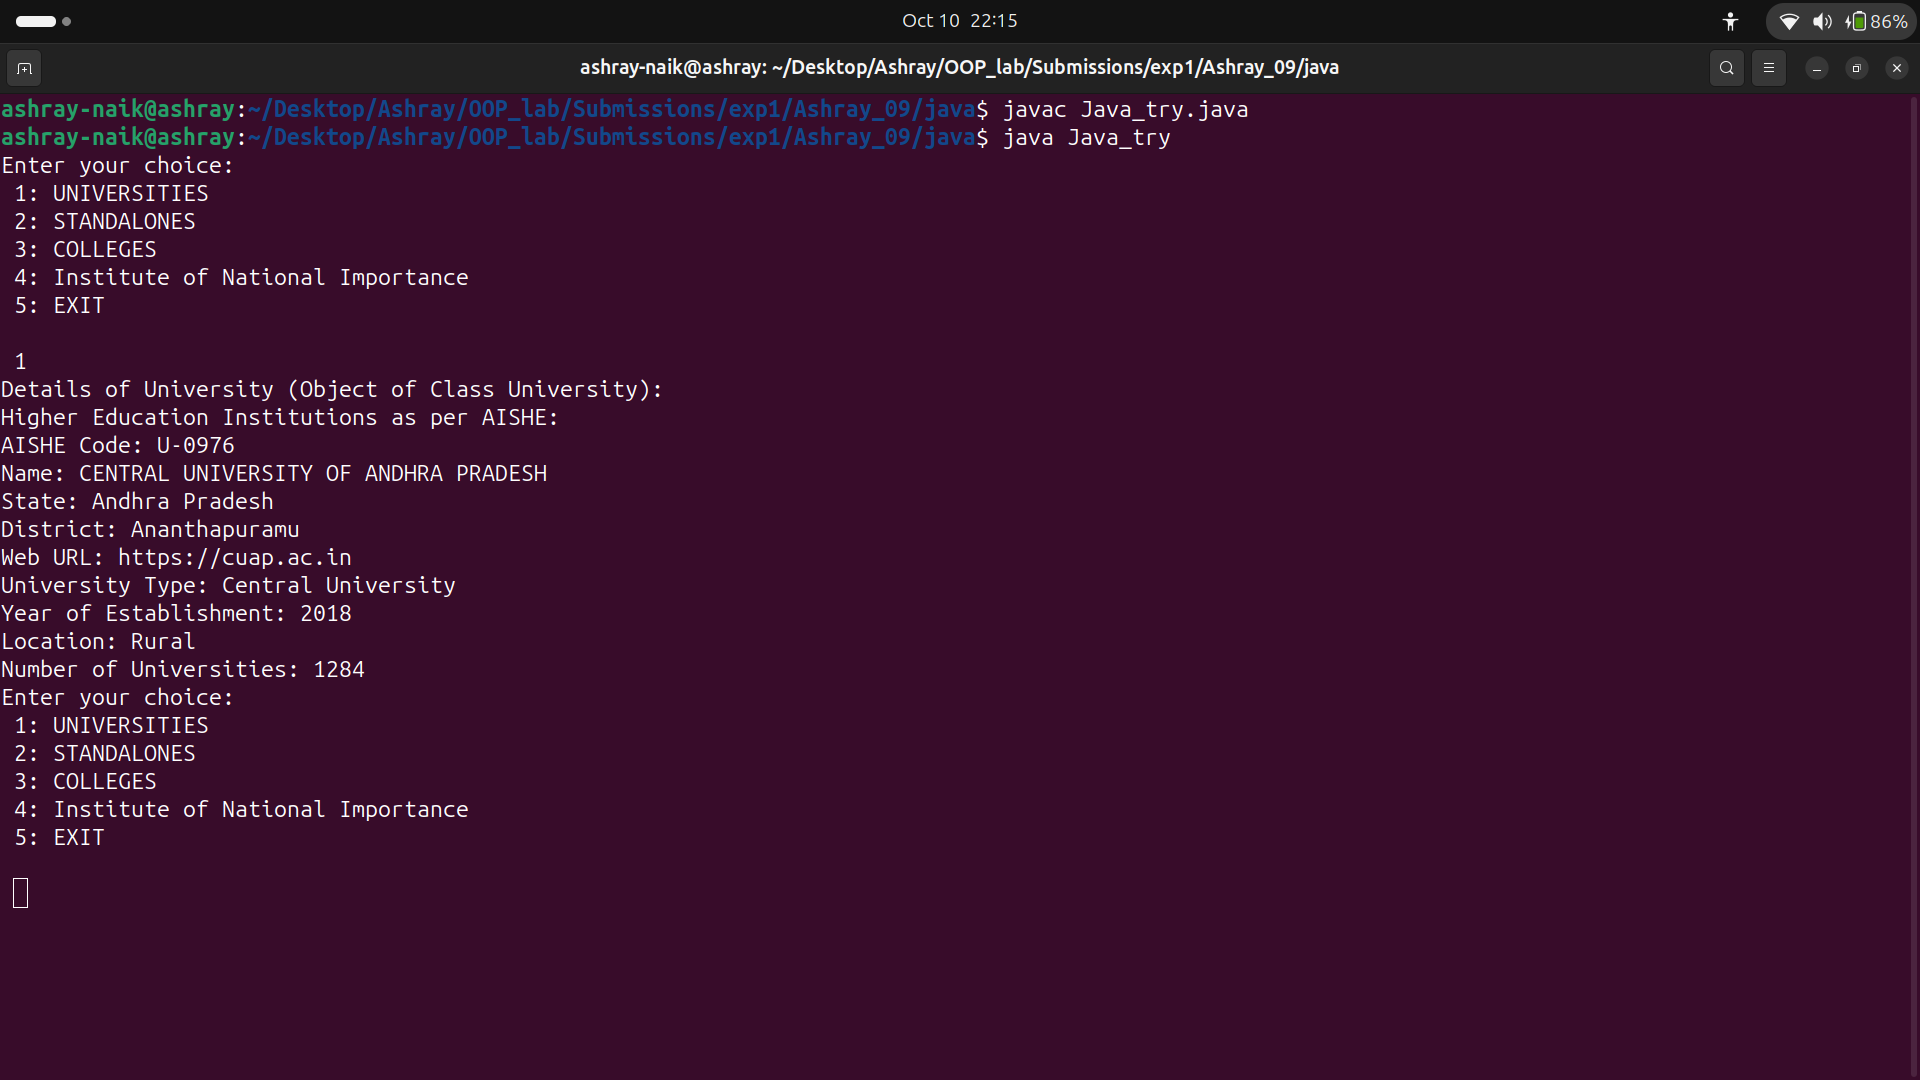 Oct 10 22:15
86%
ashray-naik@ashray: ~/Desktop/Ashray/OOP_lab/Submissions/exp1/Ashray_09/java
ashray-naik@ashray:~/Desktop/Ashray/OOP_lab/Submissions/exp1/Ashray_09/java$ javac Java_try.java
ashray-naik@ashray:~/Desktop/Ashray/OOP_lab/Submissions/exp1/Ashray_09/java$ java Java_try
Enter your choice:
1: UNIVERSITIES
2: STANDALONES
3: COLLEGES
4: Institute of National Importance
5: EXIT
1
Details of University (Object of Class University):
Higher Education Institutions as per AISHE:
AISHE Code: U-0976
Name: CENTRAL UNIVERSITY OF ANDHRA PRADESH
State: Andhra Pradesh
District: Ananthapuramu
Web URL: https://cuap.ac.in
University Type: Central University
Year of Establishment: 2018
Location: Rural
Number of Universities: 1284
Enter your choice:
1: UNIVERSITIES
2: STANDALONES
3: COLLEGES
4: Institute of National Importance
5: EXIT